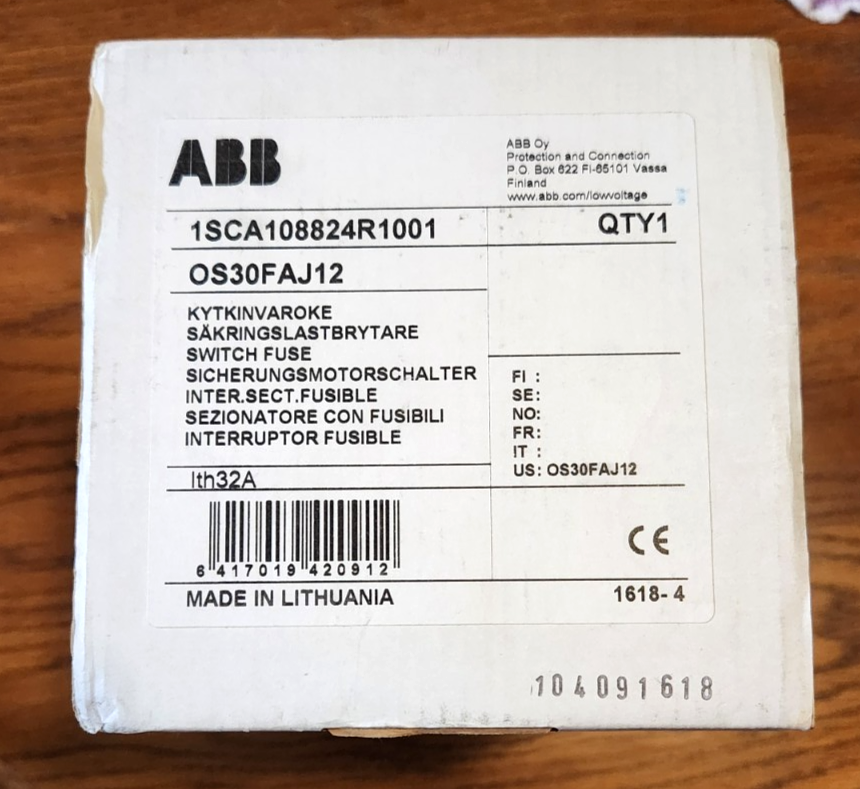 ABB
ABB Oy
Protection and Connection
P.O. Box 622 FI-65101 Vassa
Finland
www.abb.com/lowvoltage
1SCA108824R1001
QTY1
OS30FAJ12
KYTKINVAROKE
SÄKRINGSLASTBRYTARE
SWITCH FUSE
SICHERUNGSMOTORSCHALTER
INTER.SECT.FUSIBLE
SEZIONATORE CON FUSIBILI
INTERRUPTOR FUSIBLE
FI :
SE:
NO:
FR:
IT :
US: OS30FAJ12
Ith32A
CE
6 417019 420912
MADE IN LITHUANIA
1618- 4
104091618